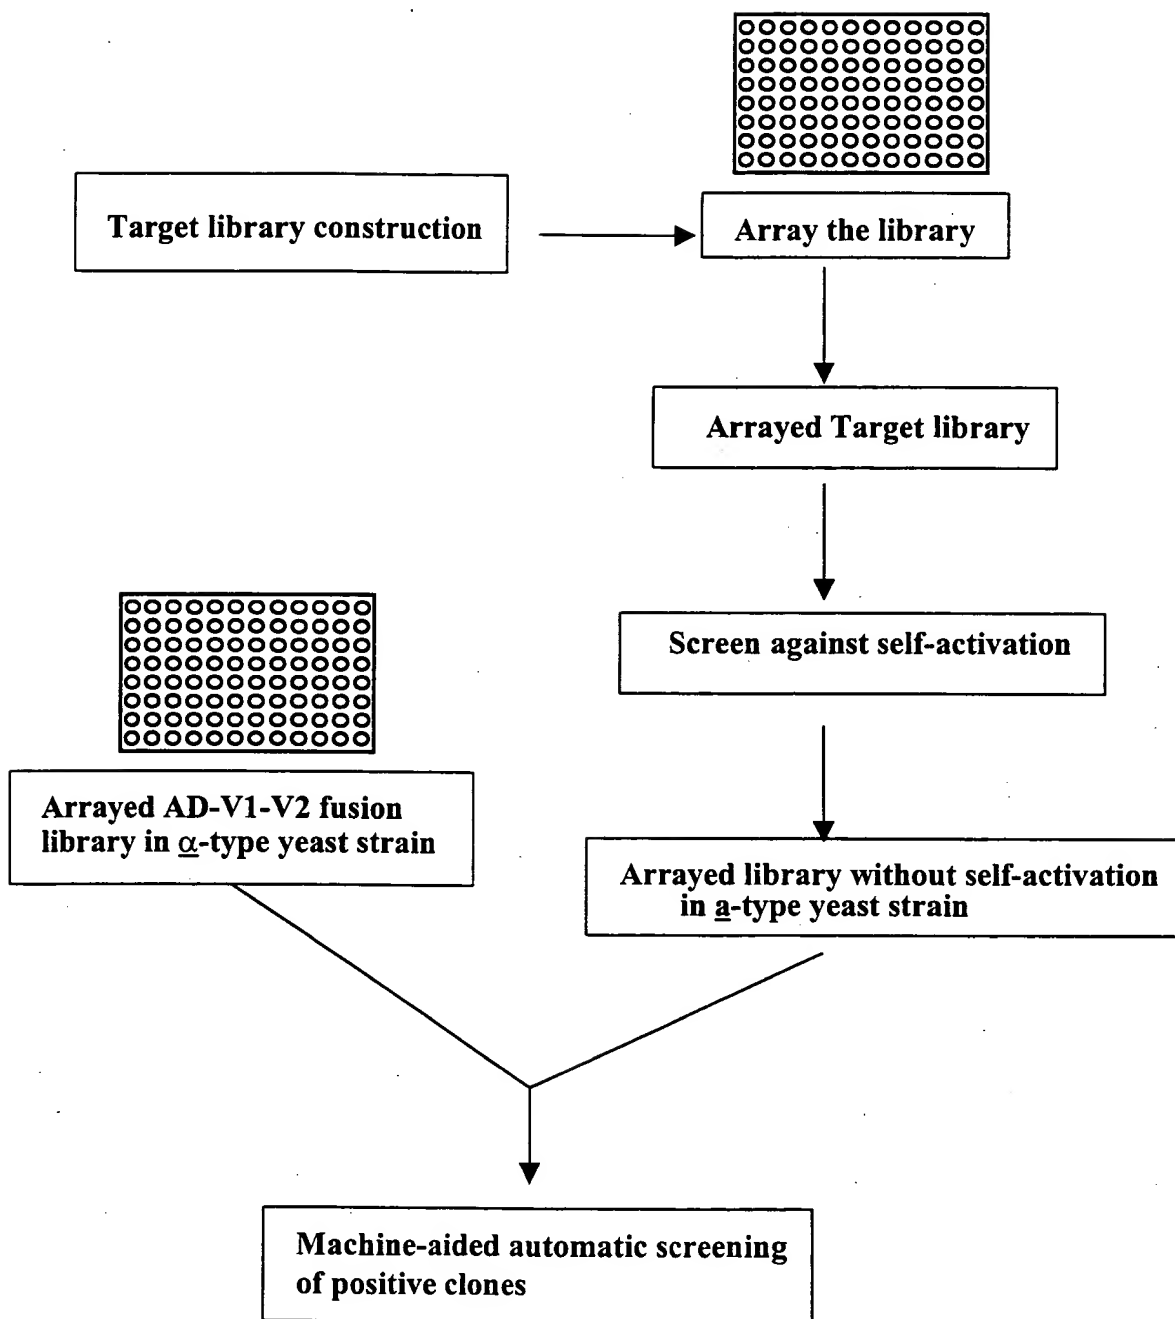 Target library construction
Array the library
Arrayed Target library
Screen against self-activation
Arrayed AD-V1-V2 fusion
library in α-type yeast strain
Arrayed library without self-activation
in a-type yeast strain
Machine-aided automatic screening
of positive clones